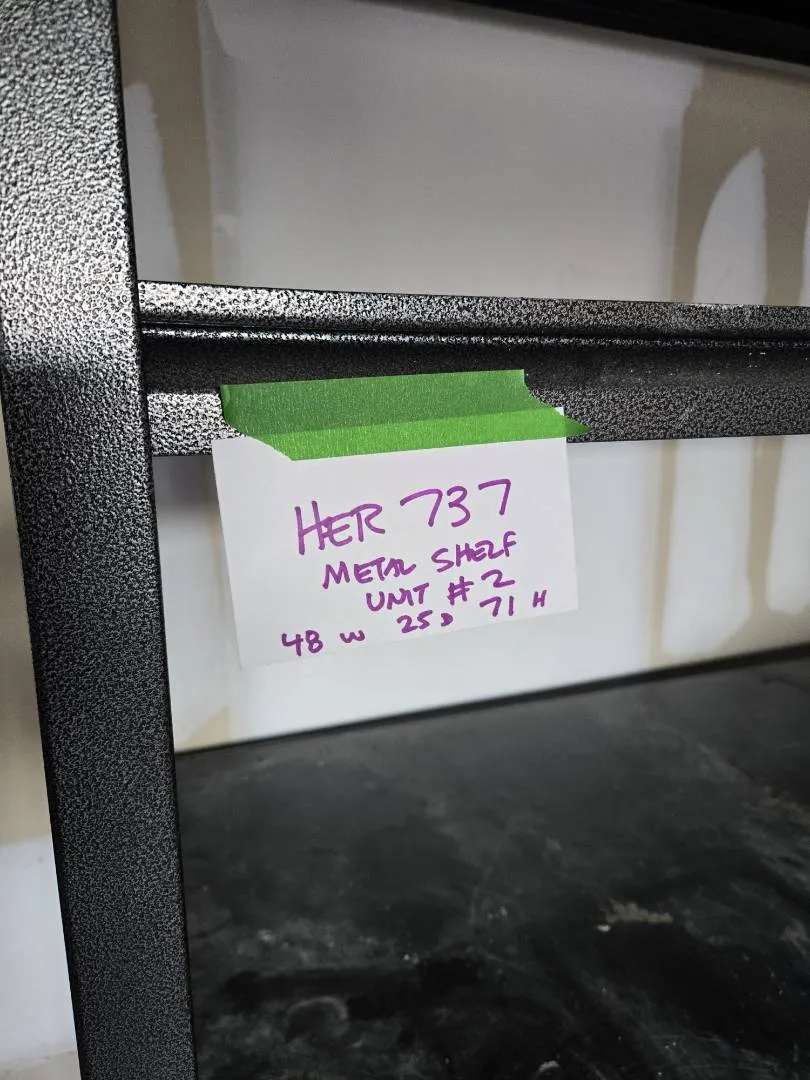 HER 737
METAL SHELF
UNIT # 2
48 W 25 D 71 H